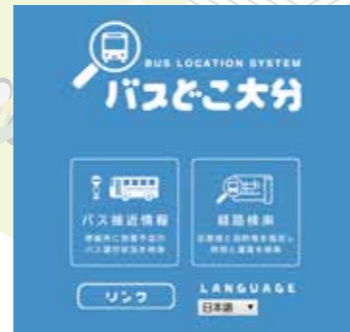 BUS LOCATION SYSTEM
バスどこ大分
バス接近情報
経路検索
リンク
LANGUAGE
日本語